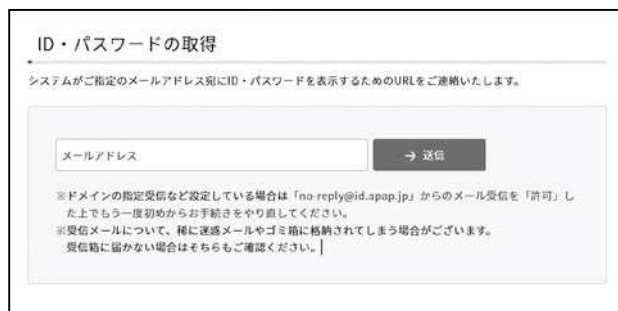 ID・パスワードの取得
システムがご指定のメールアドレス宛にID・パスワードを表示するためのURLをご連絡いたします。
メールアドレス
→ 送信
※ドメインの指定受信など設定している場合は「no-reply@id.apap.jp」からのメール受信を「許可」し
た上でもう一度初めからお手続きをやり直してください。
※受信メールについて、稀に迷惑メールやゴミ箱に格納されてしまう場合がございます。
受信箱に届かない場合はそちらもご確認ください。